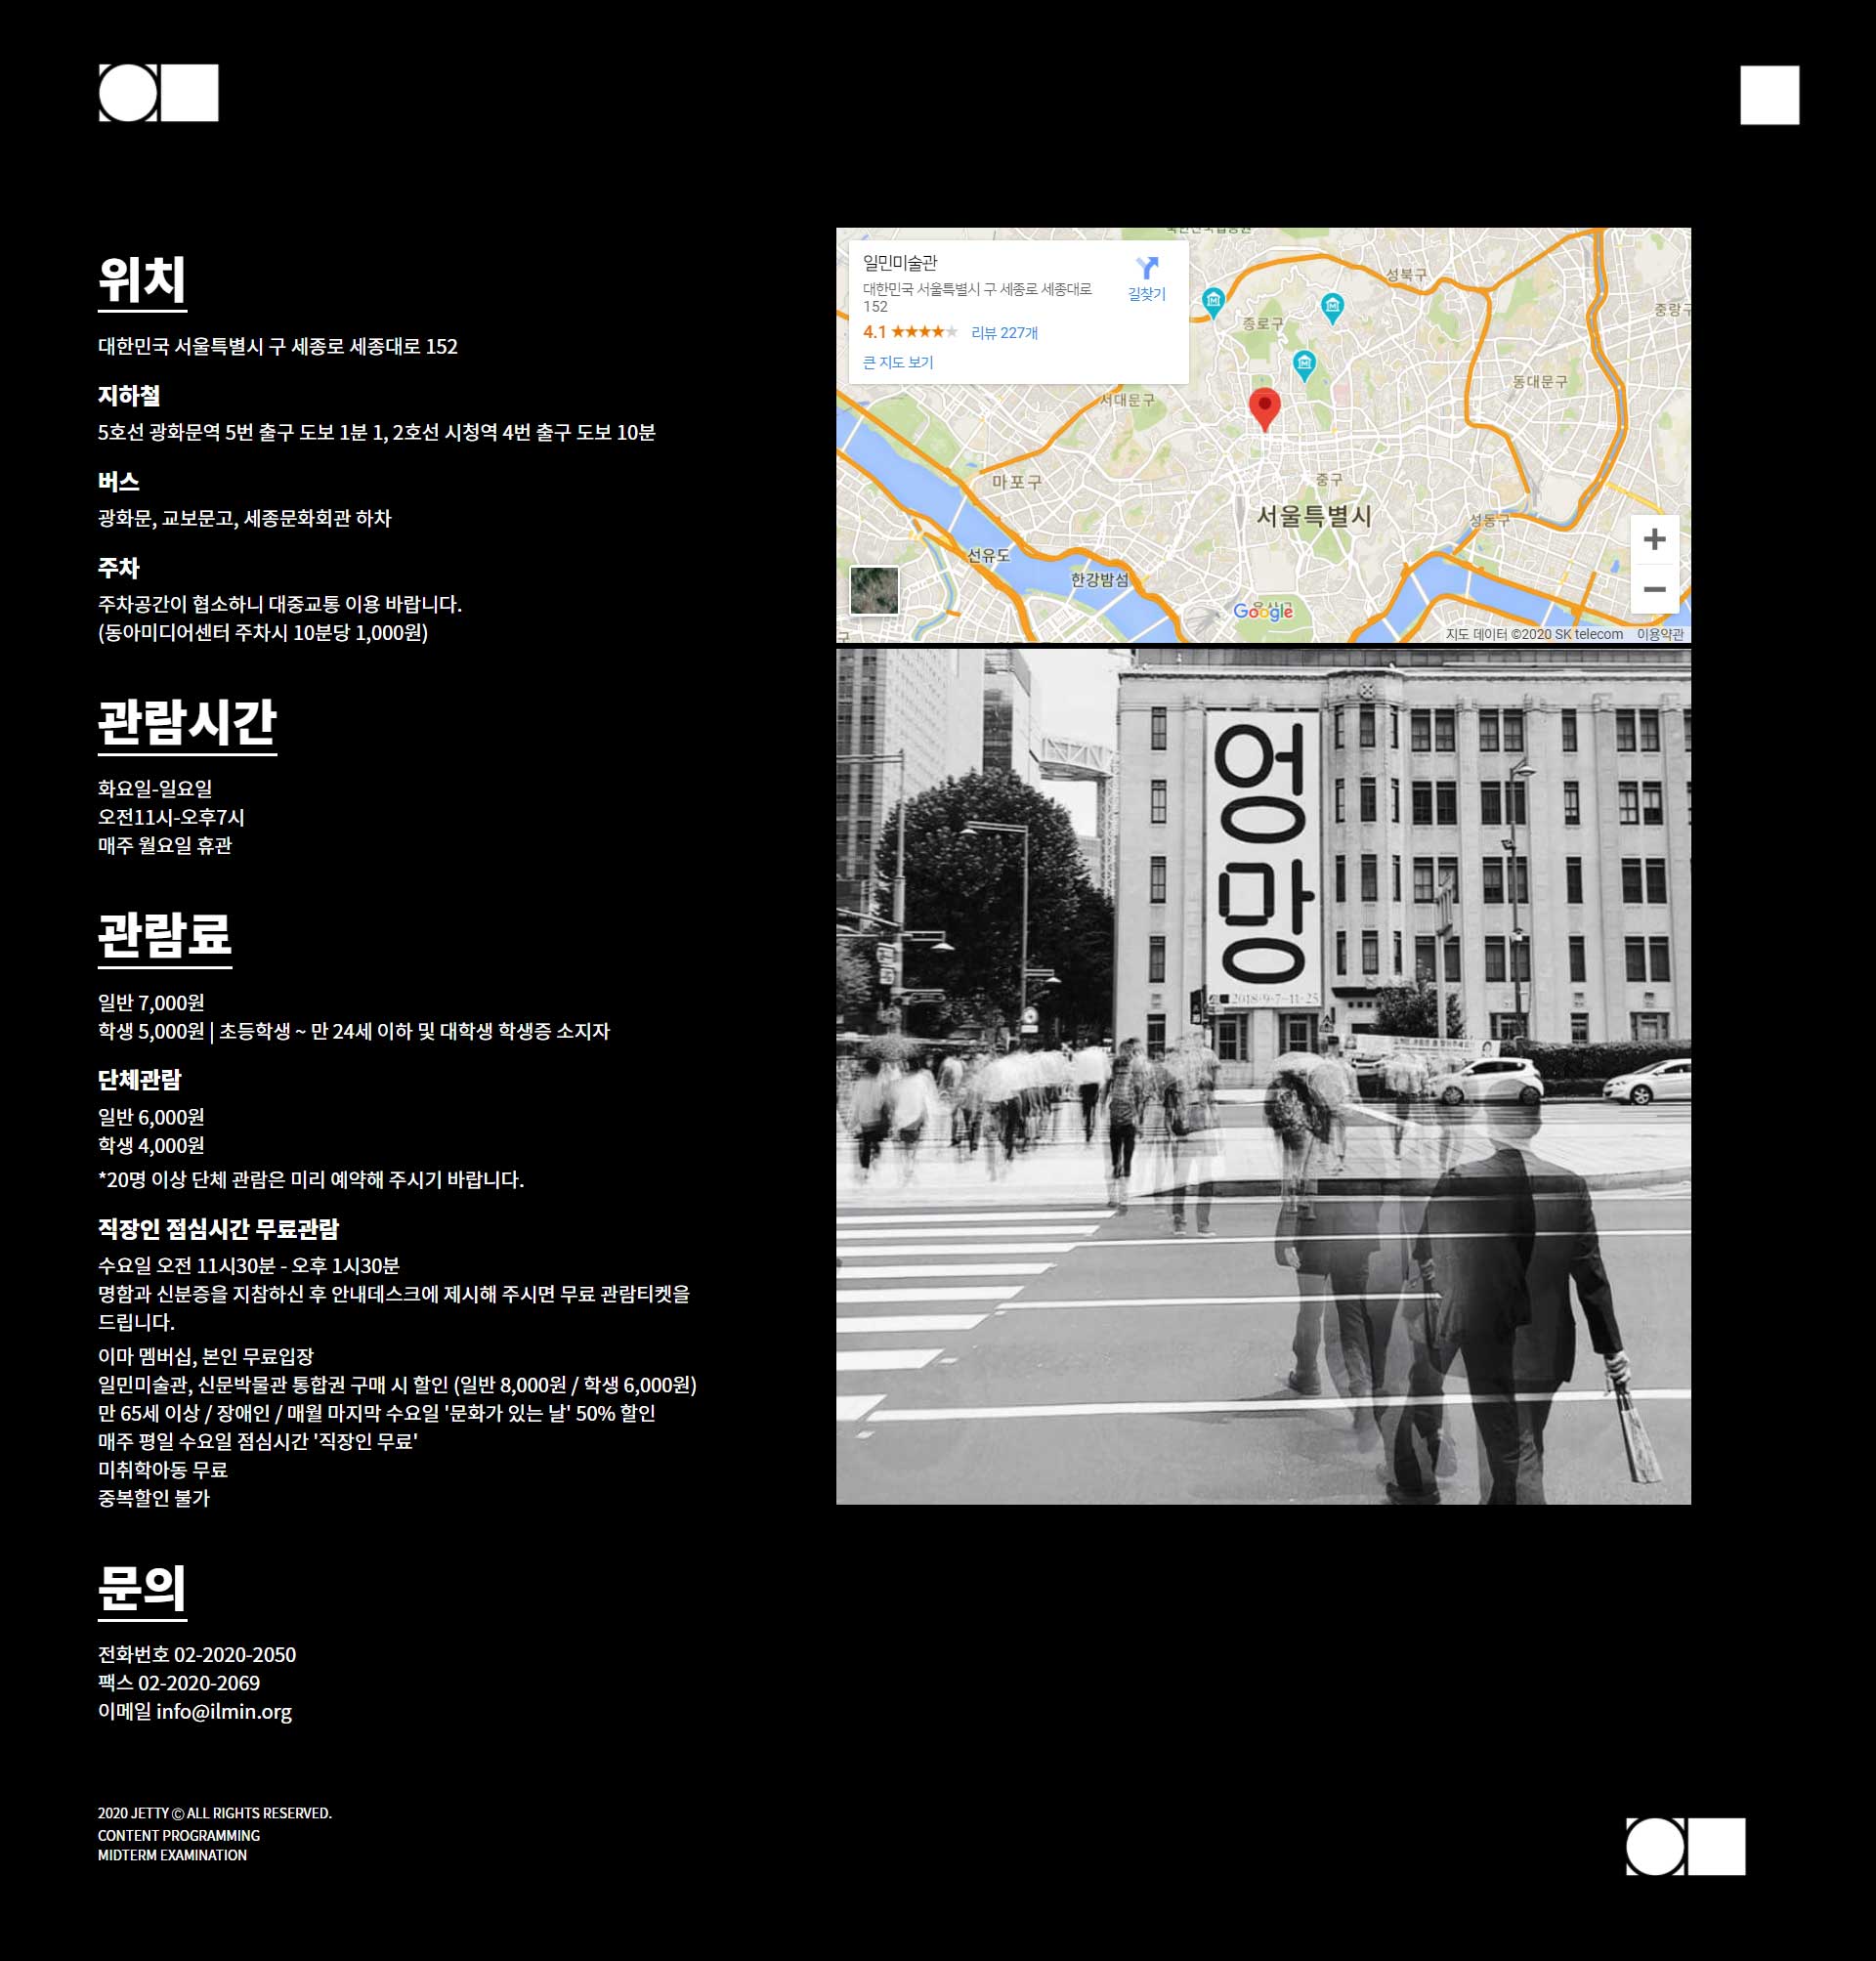 위치
대한민국 서울특별시 구 세종로 세종대로 152
지하철
5호선 광화문역 5번 출구 도보 1분 1, 2호선 시청역 4번 출구 도보 10분
버스
광화문, 교보문고, 세종문화회관 하차
주차
주차공간이 협소하니 대중교통 이용 바랍니다.
(동아미디어센터 주차시 10분당 1,000원)
관람시간
화요일-일요일
오전11시-오후7시
매주 월요일 휴관
관람료
일반 7,000원
학생 5,000원 | 초등학생 ~ 만 24세 이하 및 대학생 학생증 소지자
단체관람
일반 6,000원
학생 4,000원
*20명 이상 단체 관람은 미리 예약해 주시기 바랍니다.
직장인 점심시간 무료관람
수요일 오전 11시30분 - 오후 1시30분
명함과 신분증을 지참하신 후 안내데스크에 제시해 주시면 무료 관람티켓을
드립니다.
이마 멤버십, 본인 무료입장
일민미술관, 신문박물관 통합권 구매 시 할인 (일반 8,000원 / 학생 6,000원)
만 65세 이상 / 장애인 / 매월 마지막 수요일 '문화가 있는 날' 50% 할인
매주 평일 수요일 점심시간 '직장인 무료'
미취학아동 무료
중복할인 불가
문의
전화번호 02-2020-2050
팩스 02-2020-2069
이메일 info@ilmin.org
2020 JETTY Ⓒ ALL RIGHTS RESERVED.
CONTENT PROGRAMMING
MIDTERM EXAMINATION
일민미술관
대한민국 서울특별시 구 세종로 세종대로
152
길찾기
4.1 ★★★★★ 리뷰 227개
큰 지도 보기
성북구
종로구
중랑구
동대문구
서대문구
마포구
중구
서울특별시
성동구
선유도
한강밤섬
용산구
Google
지도 데이터 ©2020 SK telecom 이용약관
엉
망
2018·9·7–11·25